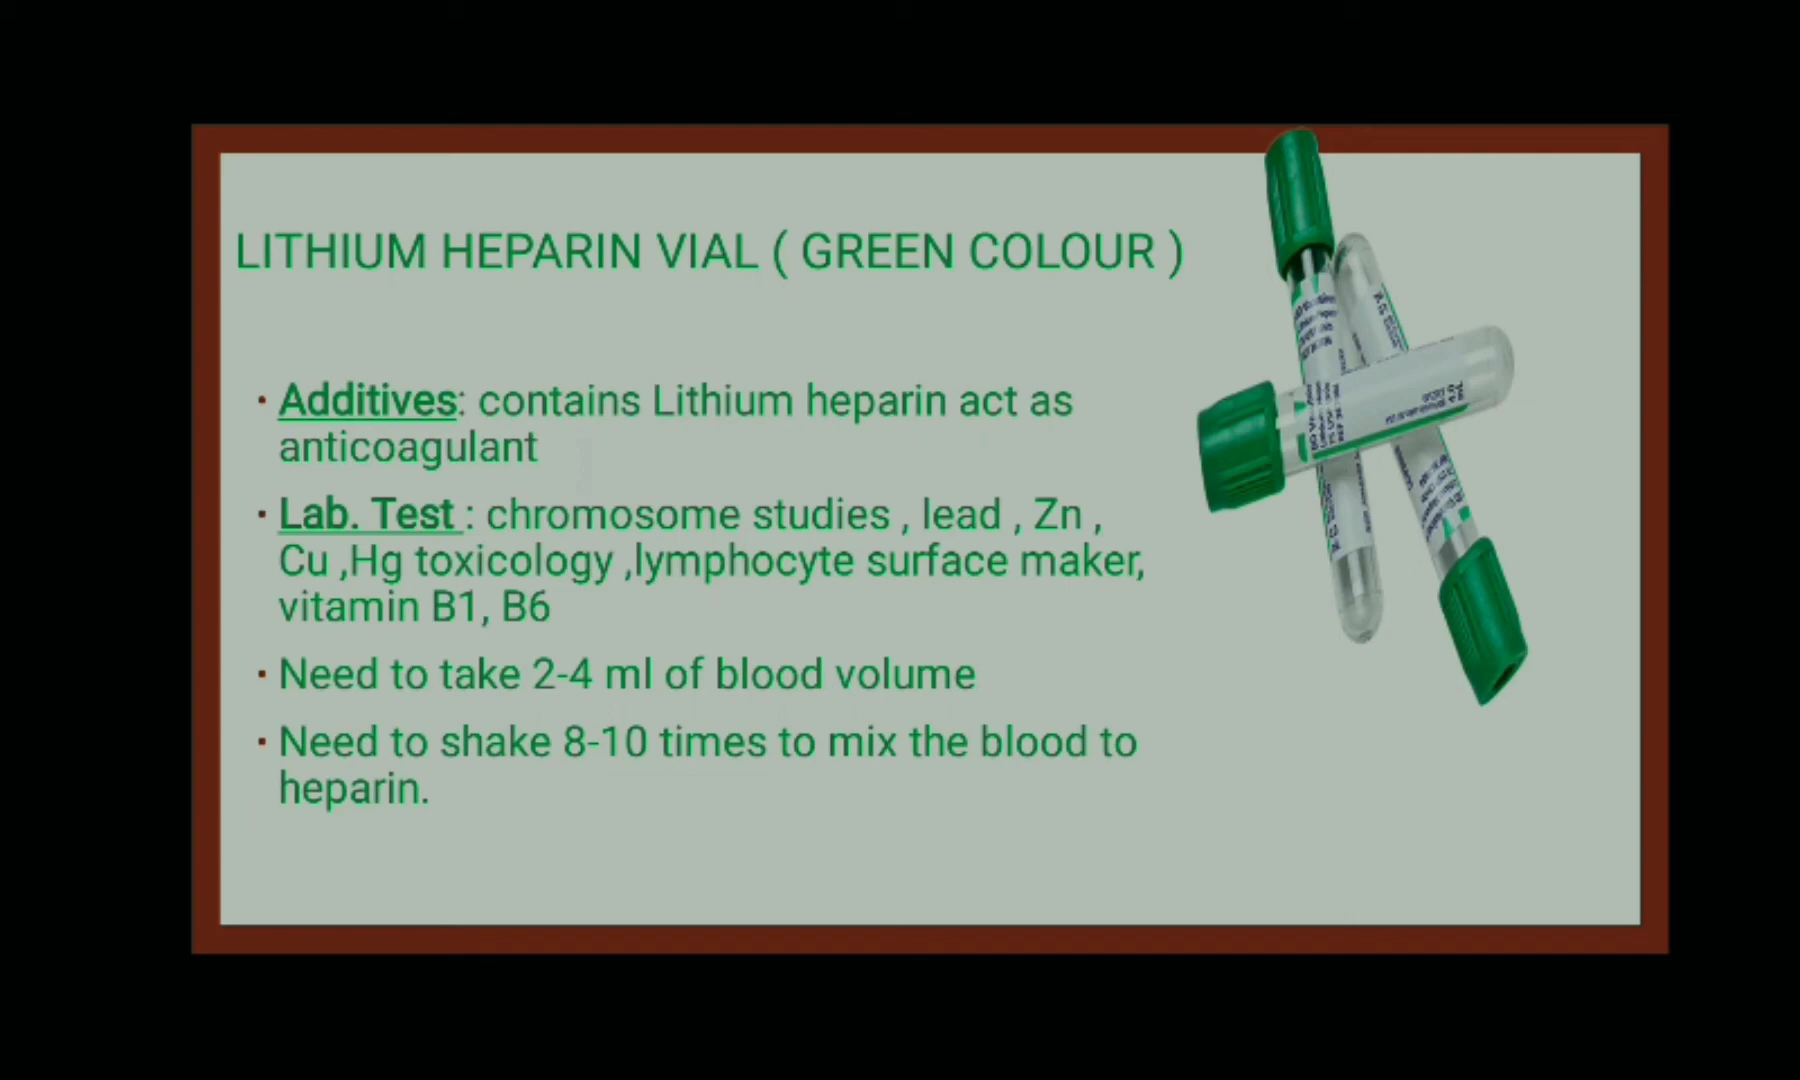 LITHIUM HEPARIN VIAL ( GREEN COLOUR )
· Additives: contains Lithium heparin act as
anticoagulant
· Lab. Test : chromosome studies , lead , Zn ,
Cu ,Hg toxicology ,lymphocyte surface maker,
vitamin B1, B6
· Need to take 2-4 ml of blood volume
· Need to shake 8-10 times to mix the blood to
heparin.